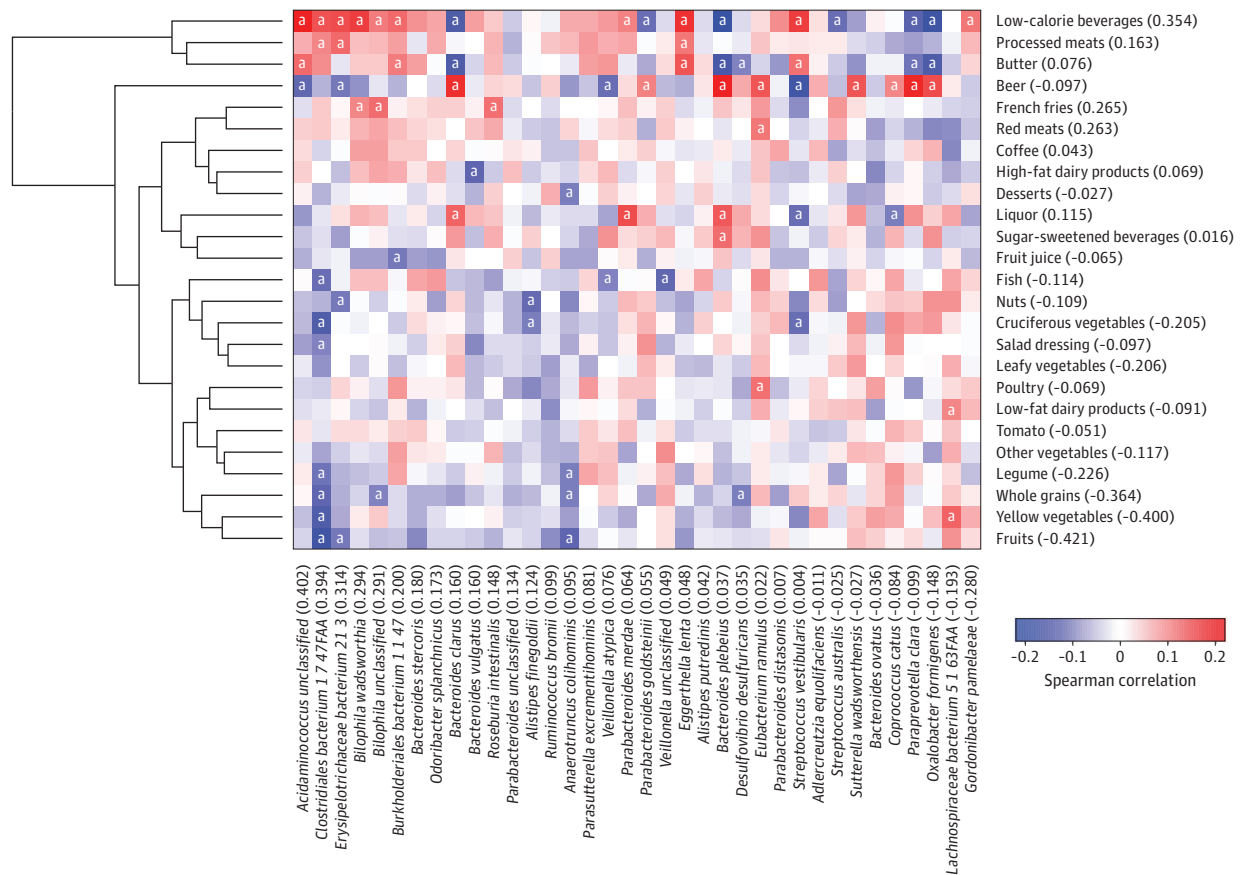 a a a a a a a a a a a a a a a a Low-calorie beverages (0.354)
a a a Processed meats (0.163)
a a a a a a a a a Butter (0.076)
a a a a a a a a a a a a Beer (−0.097)
a a a French fries (0.265)
a Red meats (0.263)
Coffee (0.043)
a High-fat dairy products (0.069)
a Desserts (−0.027)
a a a a a Liquor (0.115)
a Sugar-sweetened beverages (0.016)
a Fruit juice (−0.065)
a a a Fish (−0.114)
a a Nuts (−0.109)
a a a Cruciferous vegetables (−0.205)
a Salad dressing (−0.097)
Leafy vegetables (−0.206)
a Poultry (−0.069)
a Low-fat dairy products (−0.091)
Tomato (−0.051)
Other vegetables (−0.117)
a a Legume (−0.226)
a a a a Whole grains (−0.364)
a a Yellow vegetables (−0.400)
a a a Fruits (−0.421)
Acidaminococcus unclassified (0.402)
Clostridiales bacterium 1 7 47FAA (0.394)
Erysipelotrichaceae bacterium 21 3 (0.314)
Bilophila wadsworthia (0.294)
Bilophila unclassified (0.291)
Burkholderiales bacterium 1 1 47 (0.200)
Bacteroides stercoris (0.180)
Odoribacter splanchnicus (0.173)
Bacteroides clarus (0.160)
Bacteroides vulgatus (0.160)
Roseburia intestinalis (0.148)
Parabacteroides unclassified (0.134)
Alistipes finegoldii (0.124)
Ruminococcus bromii (0.099)
Anaerotruncus colihominis (0.095)
Parasutterella excrementihominis (0.081)
Veillonella atypica (0.076)
Parabacteroides merdae (0.064)
Parabacteroides goldsteinii (0.055)
Veillonella unclassified (0.049)
Eggerthella lenta (0.048)
Alistipes putredinis (0.042)
Bacteroides plebeius (0.037)
Desulfovibrio desulfuricans (0.035)
Eubacterium ramulus (0.022)
Parabacteroides distasonis (0.007)
Streptococcus vestibularis (0.004)
Adlercreutzia equolifaciens (−0.011)
Streptococcus australis (−0.025)
Sutterella wadsworthensis (−0.027)
Bacteroides ovatus (−0.036)
Coprococcus catus (−0.084)
Paraprevotella clara (−0.099)
Oxalobacter formigenes (−0.148)
Lachnospiraceae bacterium 5 1 63FAA (−0.193)
Gordonibacter pamelaeae (−0.280)
−0.2 −0.1 0 0.1 0.2
Spearman correlation